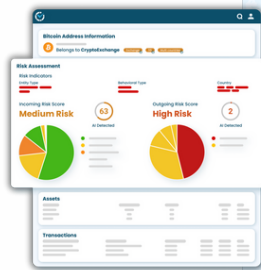 Bitcoin Address Information
Belongs to CryptoExchange
Risk Assessment
Risk Indicators
Entity Type
Behavioral Type
Country
Incoming Risk Score
Medium Risk
63
AI Detected
Outgoing Risk Score
High Risk
2
AI Detected
Assets
Transactions